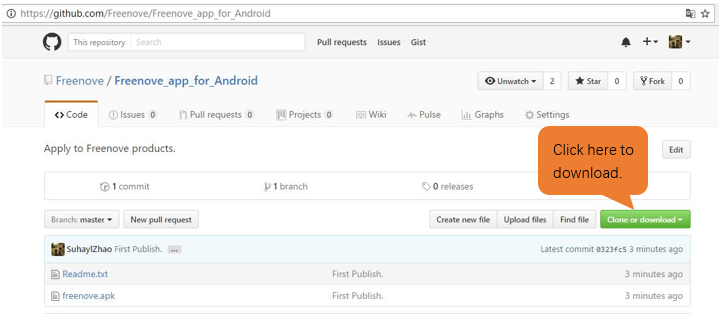 https://github.com/Freenove/Freenove_app_for_Android
This repository Search Pull requests Issues Gist
Freenove / Freenove_app_for_Android Unwatch 2 Star 0 Fork 0
Code Issues 0 Pull requests 0 Projects 0 Wiki Pulse Graphs Settings
Apply to Freenove products. Edit
Click here to
download.
1 commit 1 branch 0 releases
Branch: master New pull request Create new file Upload files Find file Clone or download
SuhaylZhao First Publish. ... Latest commit 0323fc5 3 minutes ago
Readme.txt First Publish. 3 minutes ago
freenove.apk First Publish. 3 minutes ago